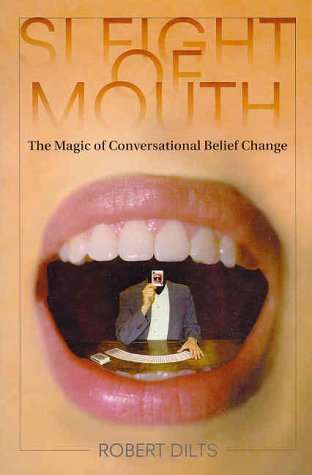 SLEIGHT
OF
MOUTH
The Magic of Conversational Belief Change
ROBERT DILTS